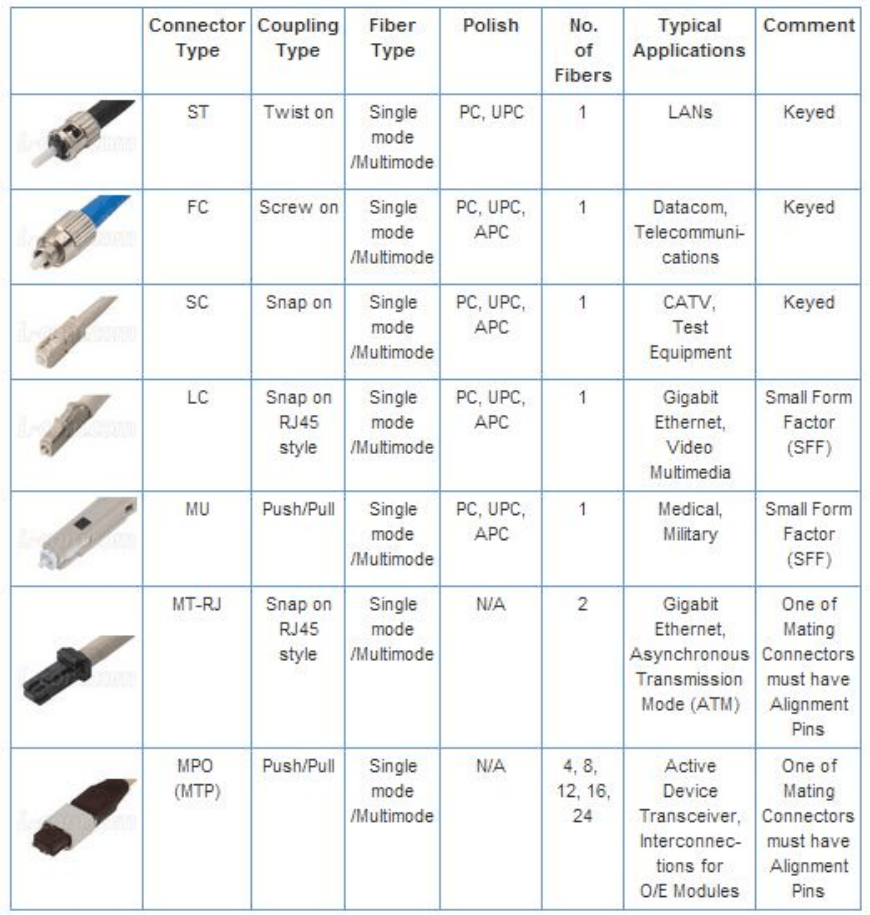 Connector Type Coupling Type Fiber Type Polish No. of Fibers Typical Applications Comment
ST Twist on Single mode /Multimode PC, UPC 1 LANs Keyed
FC Screw on Single mode /Multimode PC, UPC, APC 1 Datacom, Telecommuni-cations Keyed
SC Snap on Single mode /Multimode PC, UPC, APC 1 CATV, Test Equipment Keyed
LC Snap on RJ45 style Single mode /Multimode PC, UPC, APC 1 Gigabit Ethernet, Video Multimedia Small Form Factor (SFF)
MU Push/Pull Single mode /Multimode PC, UPC, APC 1 Medical, Military Small Form Factor (SFF)
MT-RJ Snap on RJ45 style Single mode /Multimode N/A 2 Gigabit Ethernet, Asynchronous Transmission Mode (ATM) One of Mating Connectors must have Alignment Pins
MPO (MTP) Push/Pull Single mode /Multimode N/A 4, 8, 12, 16, 24 Active Device Transceiver, Interconnec-tions for O/E Modules One of Mating Connectors must have Alignment Pins